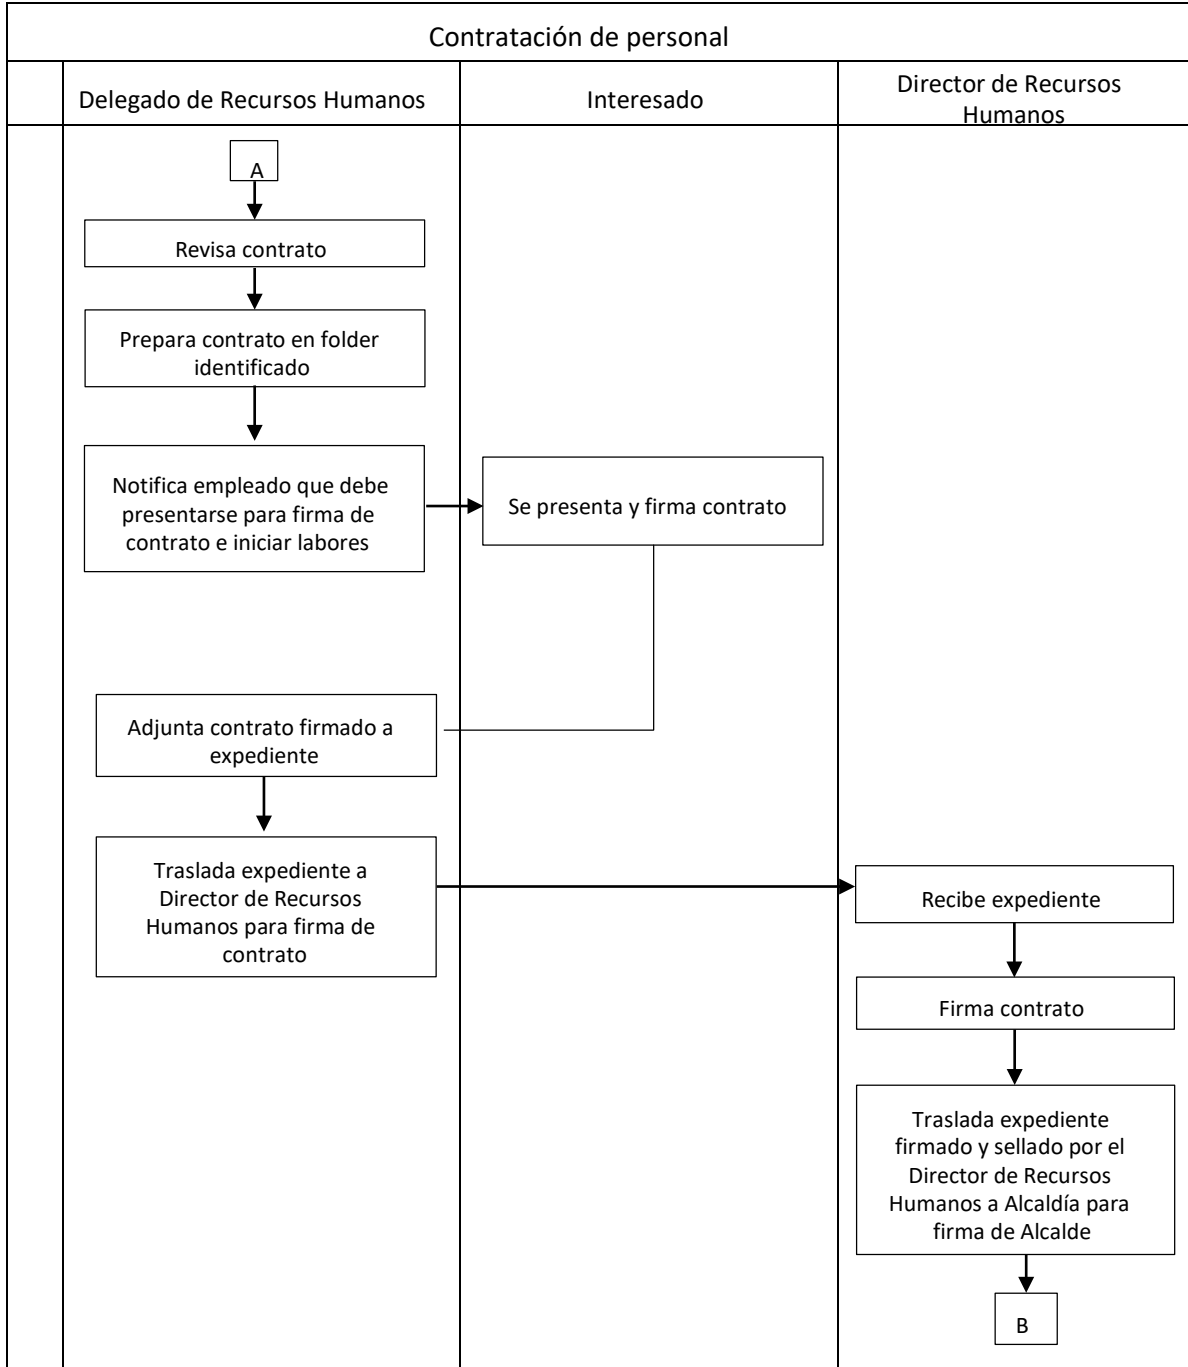 Contratación de personal
Delegado de Recursos Humanos
Interesado
Director de Recursos
Humanos
A
Revisa contrato
Prepara contrato en folder
identificado
Notifica empleado que debe
presentarse para firma de
contrato e iniciar labores
Se presenta y firma contrato
Adjunta contrato firmado a
expediente
Traslada expediente a
Director de Recursos
Humanos para firma de
contrato
Recibe expediente
Firma contrato
Traslada expediente
firmado y sellado por el
Director de Recursos
Humanos a Alcaldía para
firma de Alcalde
B